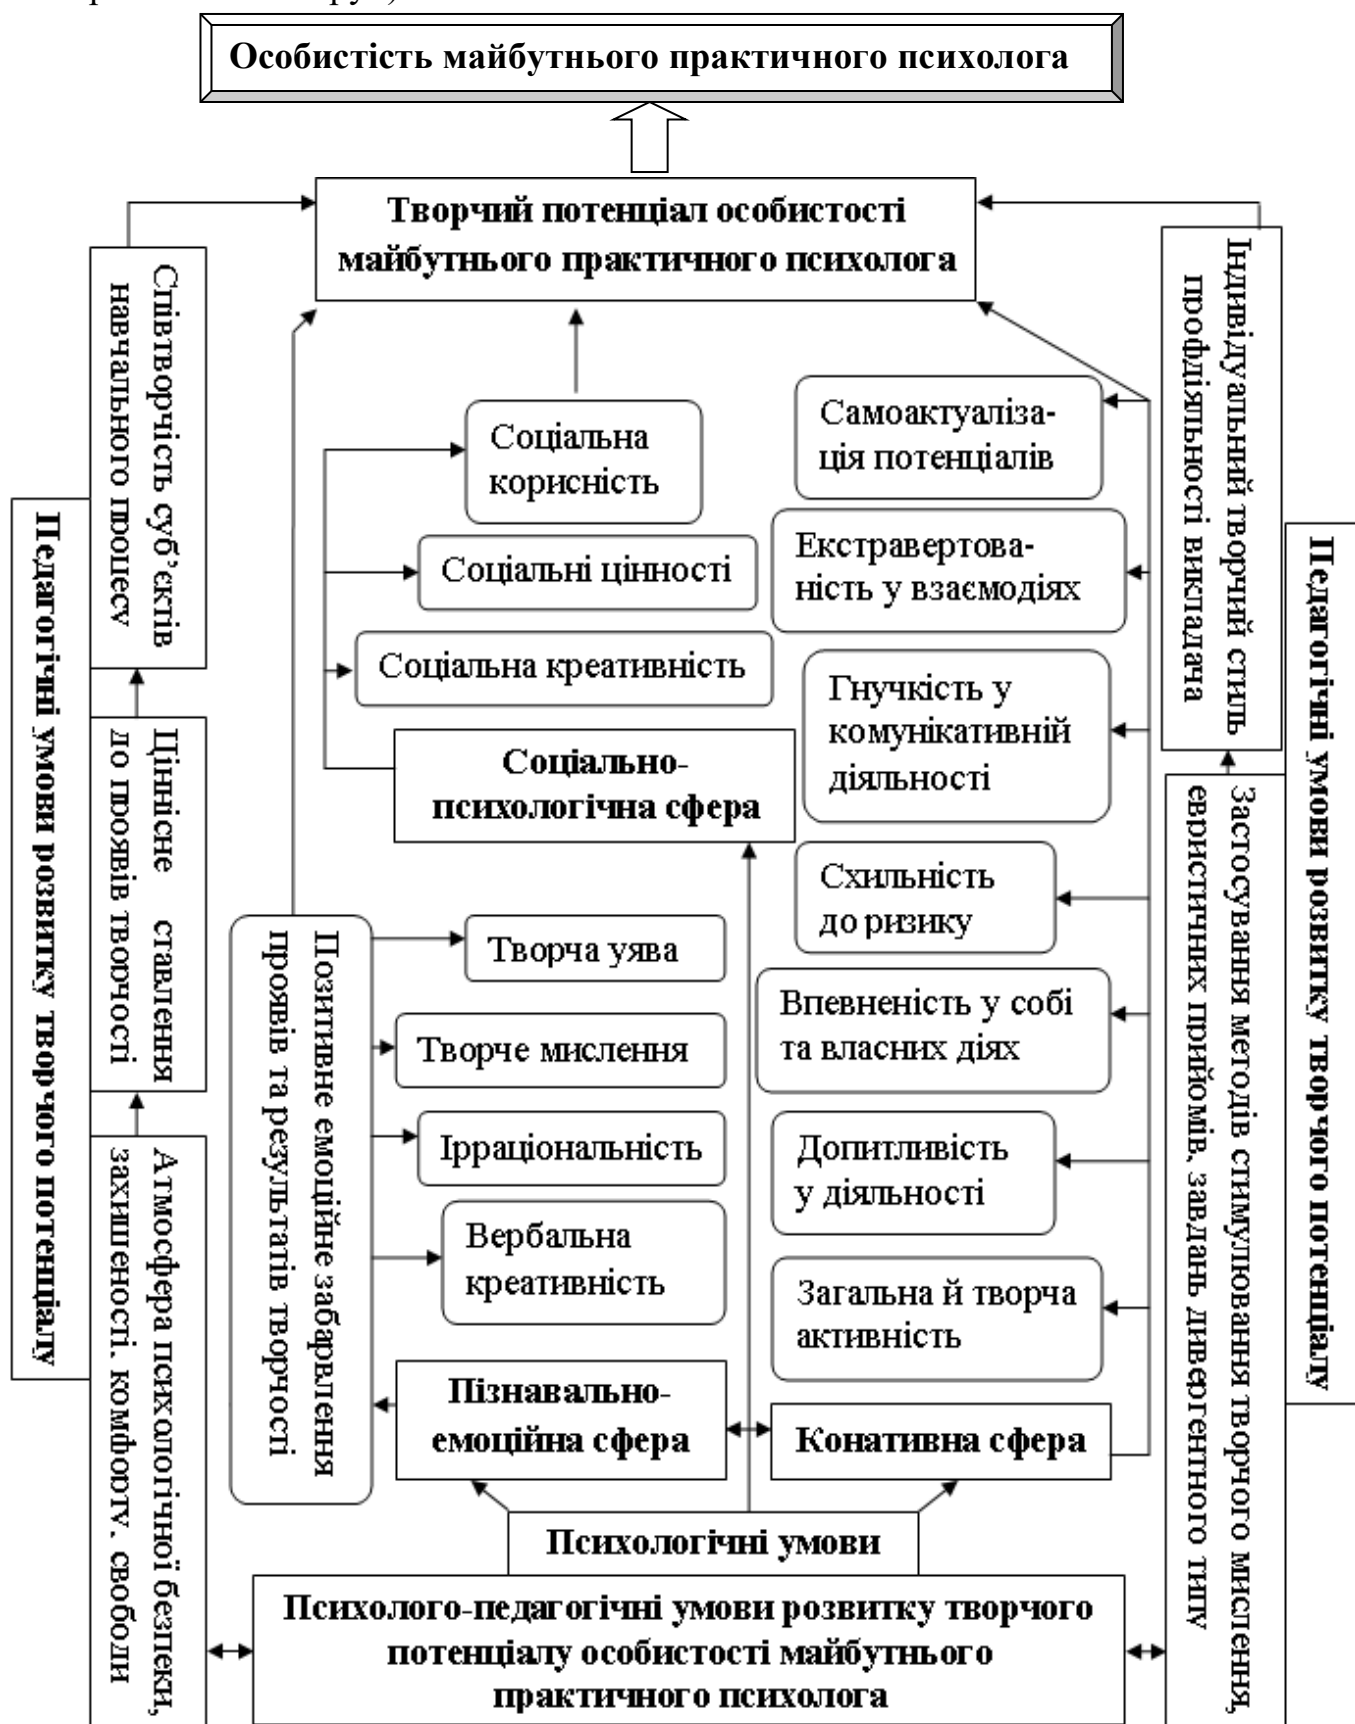 Особистість майбутнього практичного психолога
Творчий потенціал особистості
майбутнього практичного психолога
Педагогічні умови розвитку творчого потенціалу
Співтворчість суб’єктів
навчального процесу
Ціннісне ставлення
до проявів творчості
Атмосфера психологічної безпеки,
захищеності, комфорту, свободи
Соціальна
корисність
Соціальні цінності
Соціальна креативність
Соціально-
психологічна сфера
Позитивне емоційне забарвлення
проявів та результатів творчості
Творча уява
Творче мислення
Ірраціональність
Вербальна
креативність
Пізнавально-
емоційна сфера
Самоактуаліза-
ція потенціалів
Екстравертова-
ність у взаємодіях
Гнучкість у
комунікативній
діяльності
Схильність
до ризику
Впевненість у собі
та власних діях
Допитливість
у діяльності
Загальна й творча
активність
Конативна сфера
Індивідуальний творчий стиль
профдіяльності викладача
Застосування методів стимулювання творчого мислення,
евристичних прийомів, завдань дивергентного типу
Педагогічні умови розвитку творчого потенціалу
Психологічні умови
Психолого-педагогічні умови розвитку творчого
потенціалу особистості майбутнього
практичного психолога